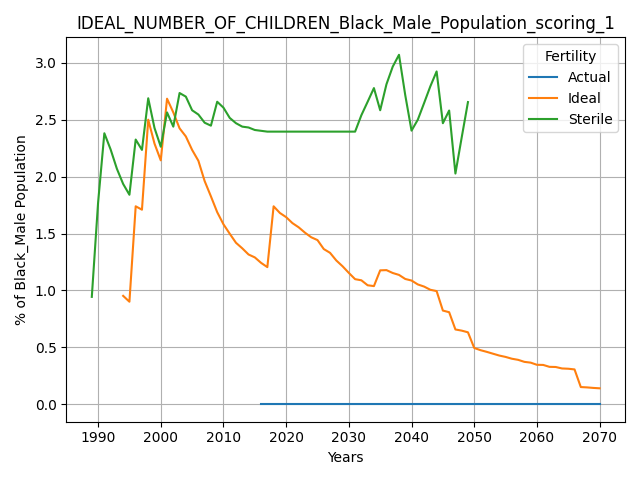 IDEAL_NUMBER_OF_CHILDREN_Black_Male_Population_scoring_1
% of Black_Male Population
3.0
2.5
2.0
1.5
1.0
0.5
0.0
Fertility
Actual
Ideal
Sterile
1990 2000 2010 2020 2030 2040 2050 2060 2070
Years